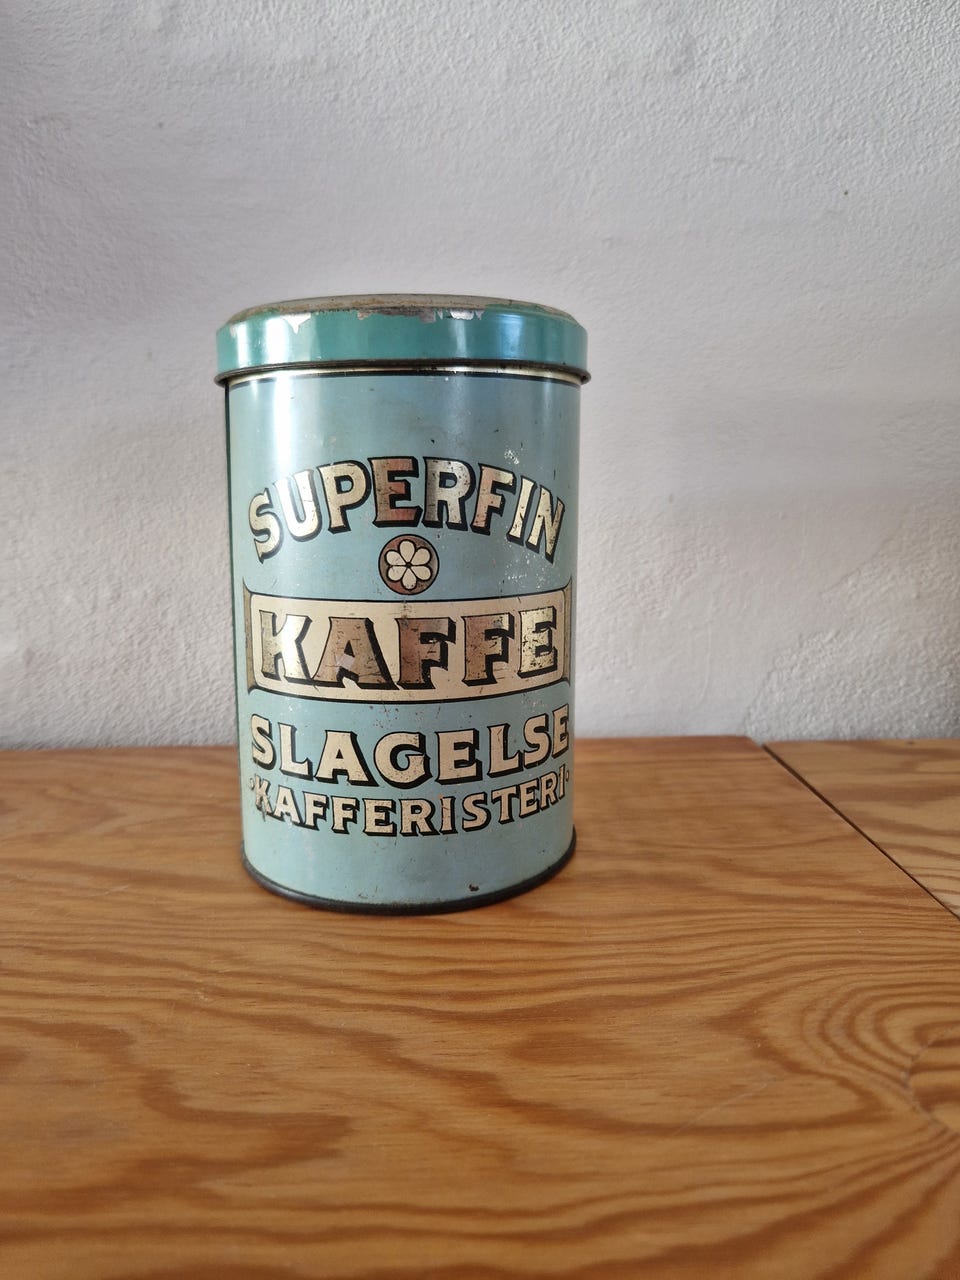 SUPERFIN
KAFFE
SLAGELSE
·KAFFERISTERI·